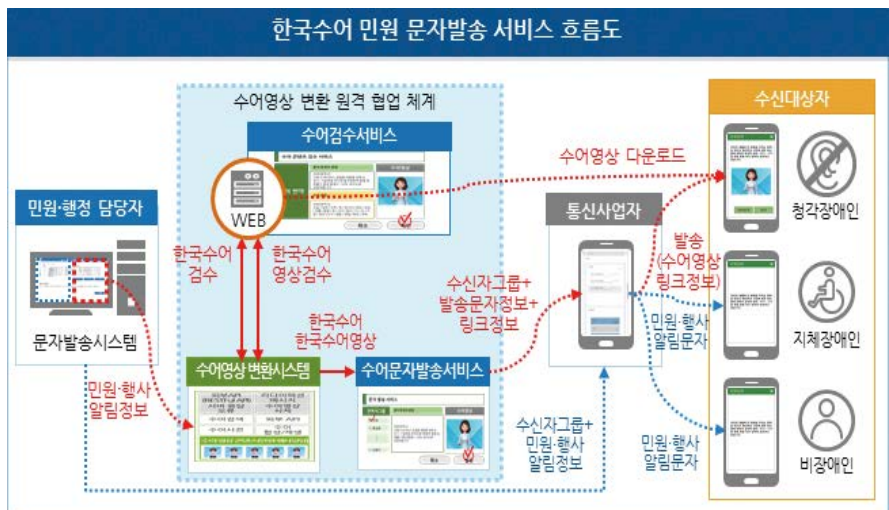 한국수어 민원 문자발송 서비스 흐름도
수어영상 변환 원격 협업 체계
수어검수서비스
WEB
민원·행정 담당자
문자발송시스템
민원·행사
알림정보
한국수어
검수
한국수어
영상검수
한국수어
한국수어영상
수어영상 변환시스템
수어문자발송서비스
수신자그룹+
발송문자정보+
링크정보
수신자그룹+
민원·행사
알림정보
통신사업자
수어영상 다운로드
발송
(수어영상
링크정보)
민원·행사
알림문자
민원·행사
알림문자
수신대상자
청각장애인
지체장애인
비장애인